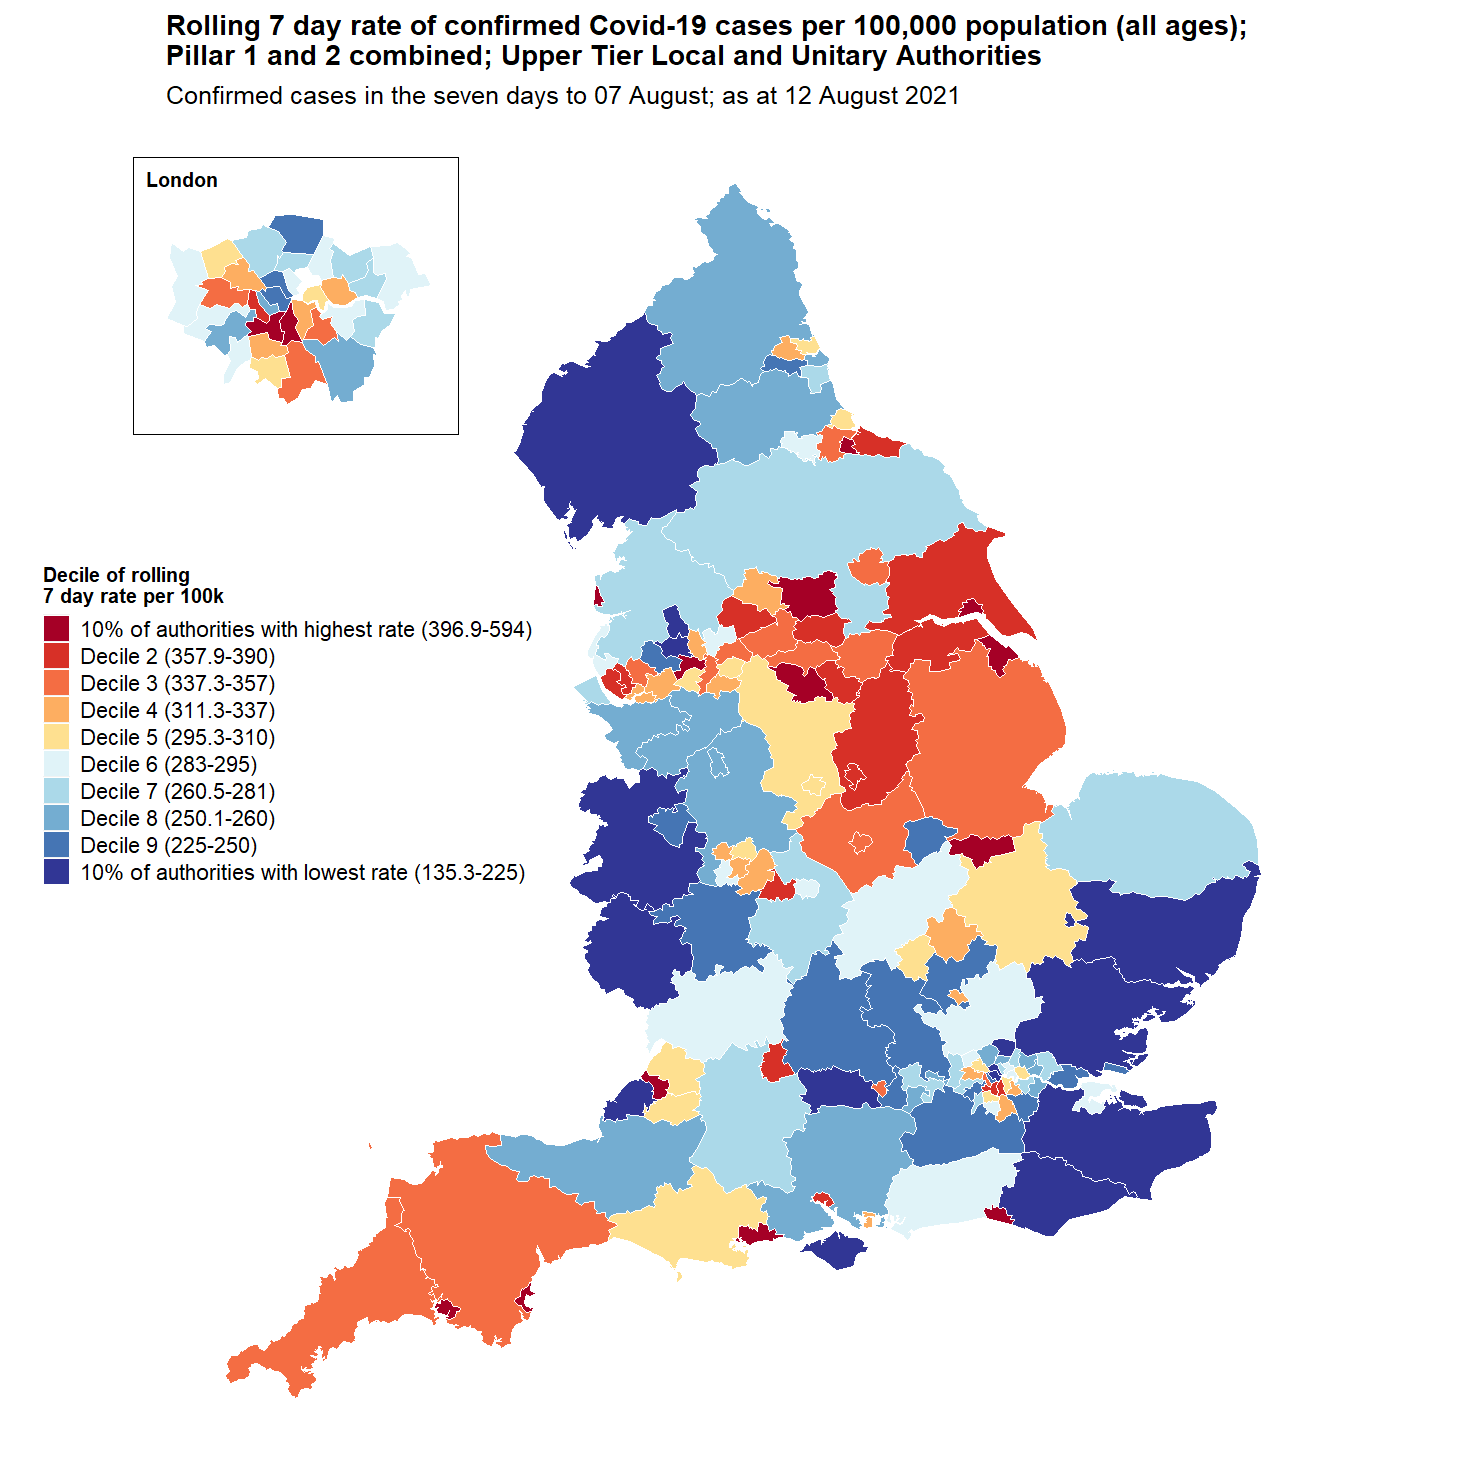 Rolling 7 day rate of confirmed Covid-19 cases per 100,000 population (all ages);
Pillar 1 and 2 combined; Upper Tier Local and Unitary Authorities
Confirmed cases in the seven days to 07 August; as at 12 August 2021
London
Decile of rolling
7 day rate per 100k
10% of authorities with highest rate (396.9-594)
Decile 2 (357.9-390)
Decile 3 (337.3-357)
Decile 4 (311.3-337)
Decile 5 (295.3-310)
Decile 6 (283-295)
Decile 7 (260.5-281)
Decile 8 (250.1-260)
Decile 9 (225-250)
10% of authorities with lowest rate (135.3-225)